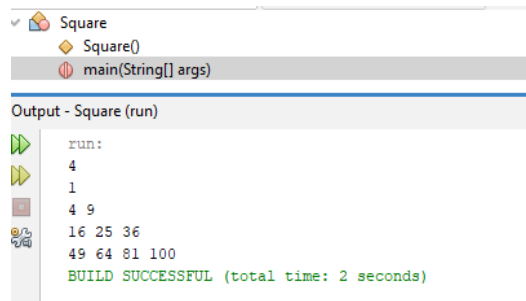 Square
Square()
main(String[] args)
Output - Square (run)
run:
4
1
4 9
16 25 36
49 64 81 100
BUILD SUCCESSFUL (total time: 2 seconds)